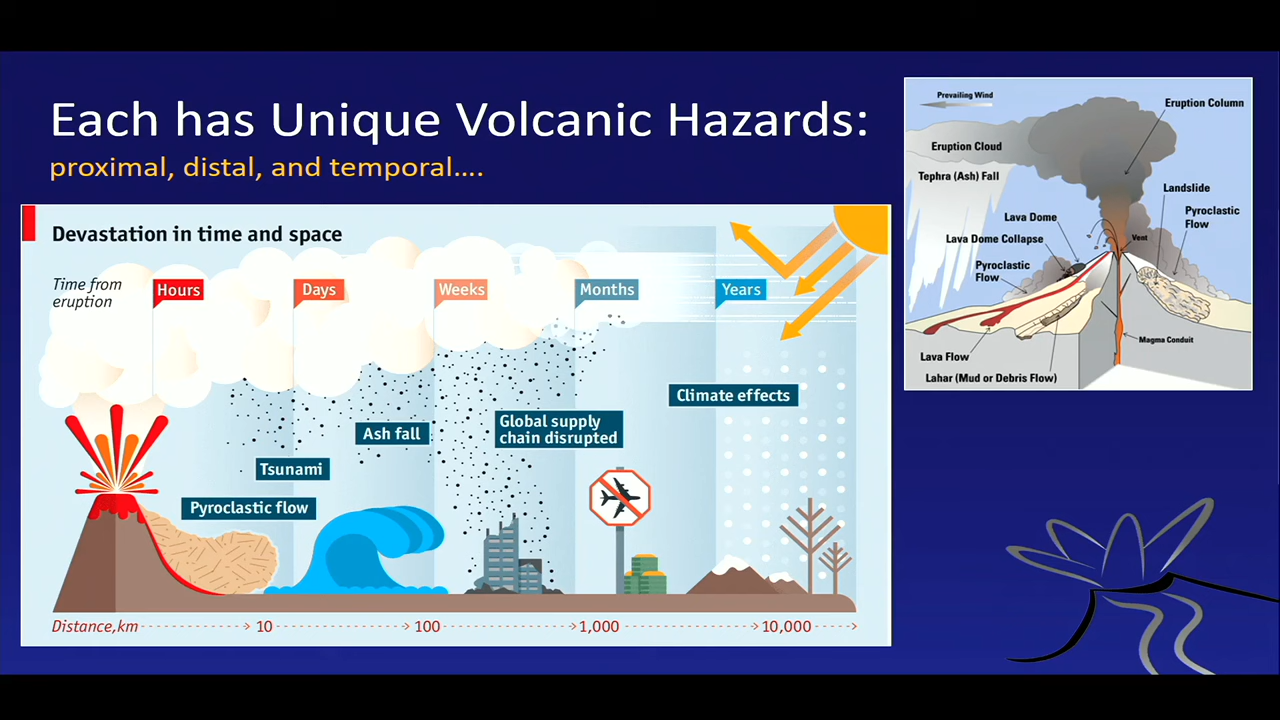 Each has Unique Volcanic Hazards:
proximal, distal, and temporal....
Devastation in time and space
Time from
eruption
Hours
Days
Weeks
Months
Years
Climate effects
Global supply
chain disrupted
Ash fall
Tsunami
Pyroclastic flow
Distance,km
10
100
1,000
10,000
Prevailing Wind
Eruption Column
Eruption Cloud
Tephra (Ash) Fall
Landslide
Lava Dome
Pyroclastic
Flow
Vent
Lava Dome Collapse
Pyroclastic
Flow
Magma Conduit
Lava Flow
Lahar (Mud or Debris Flow)